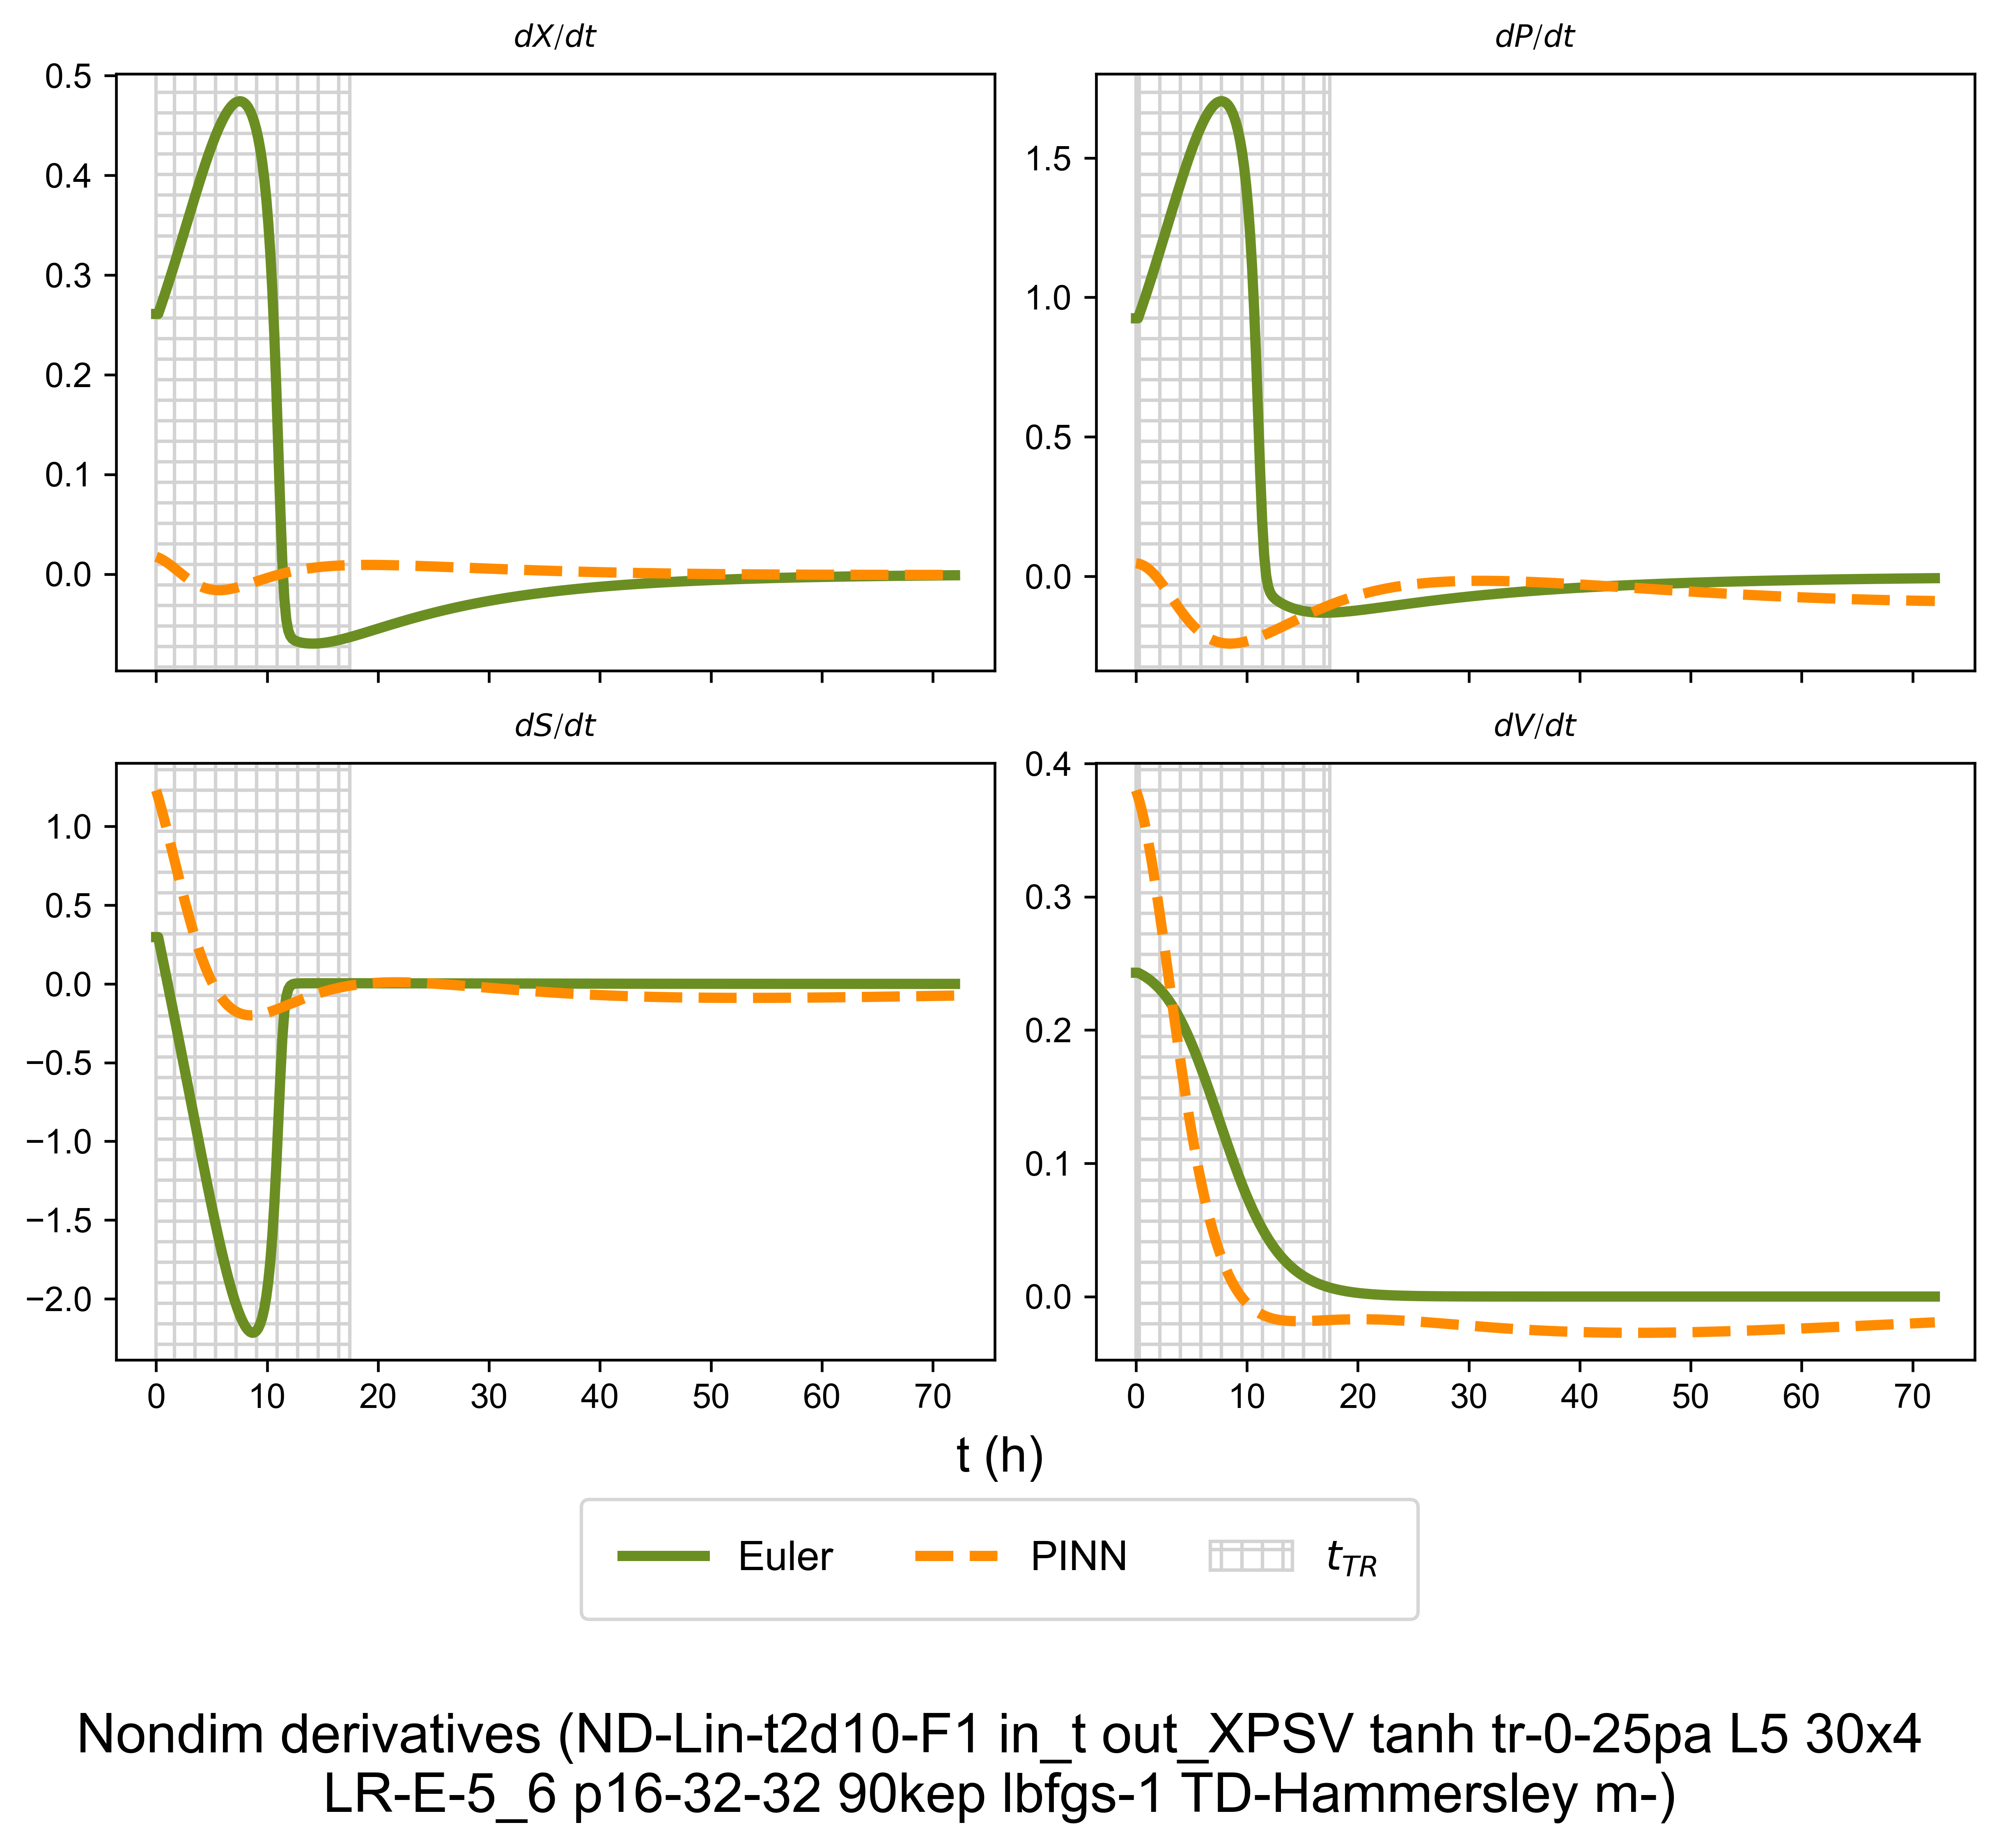 dX/dt
dP/dt
0.5
0.4
0.3
0.2
0.1
0.0
1.5
1.0
0.5
0.0
dS/dt
dV/dt
1.0
0.5
0.0
−0.5
−1.0
−1.5
−2.0
0.4
0.3
0.2
0.1
0.0
0 10 20 30 40 50 60 70
0 10 20 30 40 50 60 70
t (h)
Euler PINN t_TR
Nondim derivatives (ND-Lin-t2d10-F1 in_t out_XPSV tanh tr-0-25pa L5 30x4
LR-E-5_6 p16-32-32 90kep lbfgs-1 TD-Hammersley m-)